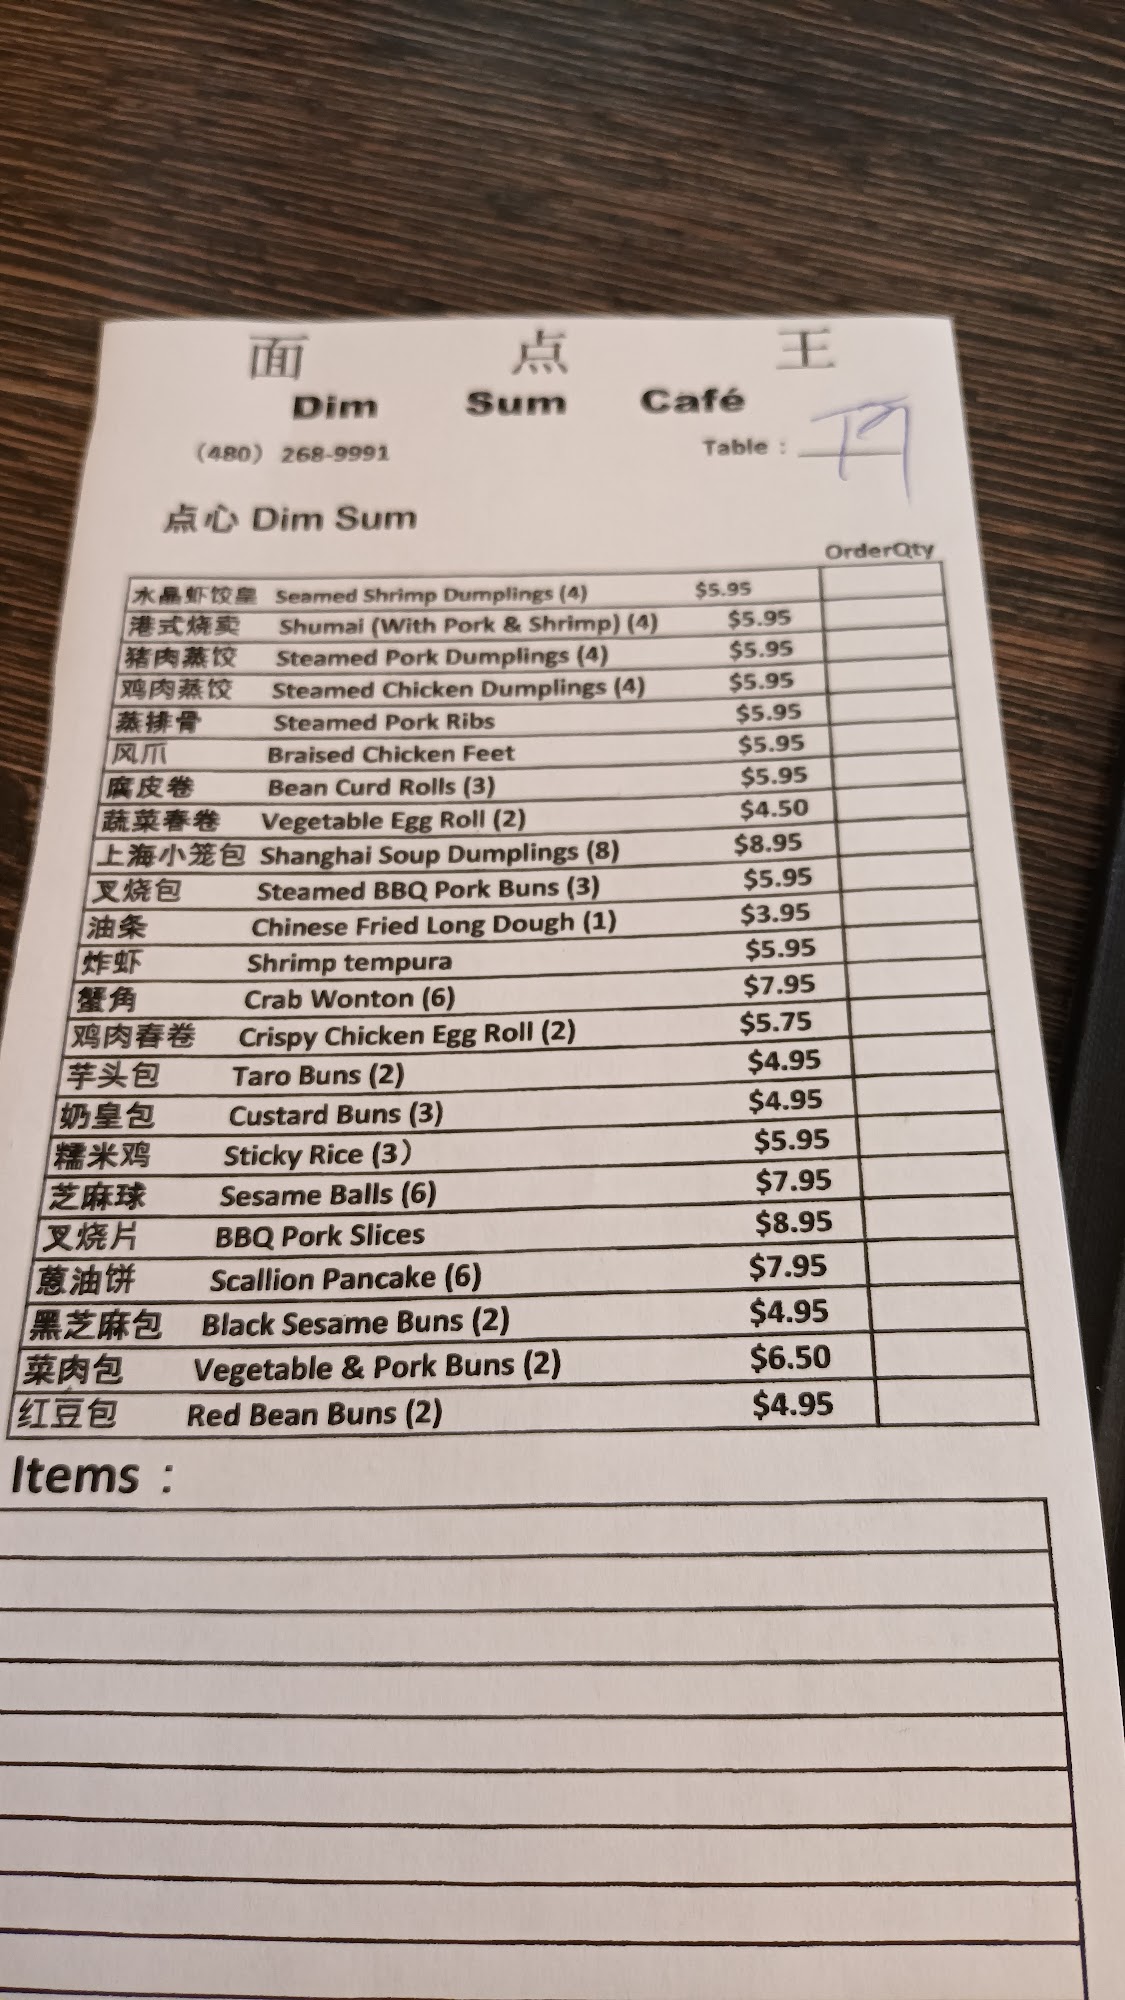 面 点 王
Dim Sum Café
（480） 268-9991 Table : T9
点心 Dim Sum
OrderQty
水晶虾饺皇 Seamed Shrimp Dumplings (4) $5.95
港式烧卖 Shumai (With Pork & Shrimp) (4) $5.95
猪肉蒸饺 Steamed Pork Dumplings (4) $5.95
鸡肉蒸饺 Steamed Chicken Dumplings (4) $5.95
蒸排骨 Steamed Pork Ribs $5.95
风爪 Braised Chicken Feet $5.95
腐皮卷 Bean Curd Rolls (3) $5.95
蔬菜春卷 Vegetable Egg Roll (2) $4.50
上海小笼包 Shanghai Soup Dumplings (8) $8.95
叉烧包 Steamed BBQ Pork Buns (3) $5.95
油条 Chinese Fried Long Dough (1) $3.95
炸虾 Shrimp tempura $5.95
蟹角 Crab Wonton (6) $7.95
鸡肉春卷 Crispy Chicken Egg Roll (2) $5.75
芋头包 Taro Buns (2) $4.95
奶皇包 Custard Buns (3) $4.95
糯米鸡 Sticky Rice (3） $5.95
芝麻球 Sesame Balls (6) $7.95
叉烧片 BBQ Pork Slices $8.95
葱油饼 Scallion Pancake (6) $7.95
黑芝麻包 Black Sesame Buns (2) $4.95
菜肉包 Vegetable & Pork Buns (2) $6.50
红豆包 Red Bean Buns (2) $4.95
Items :